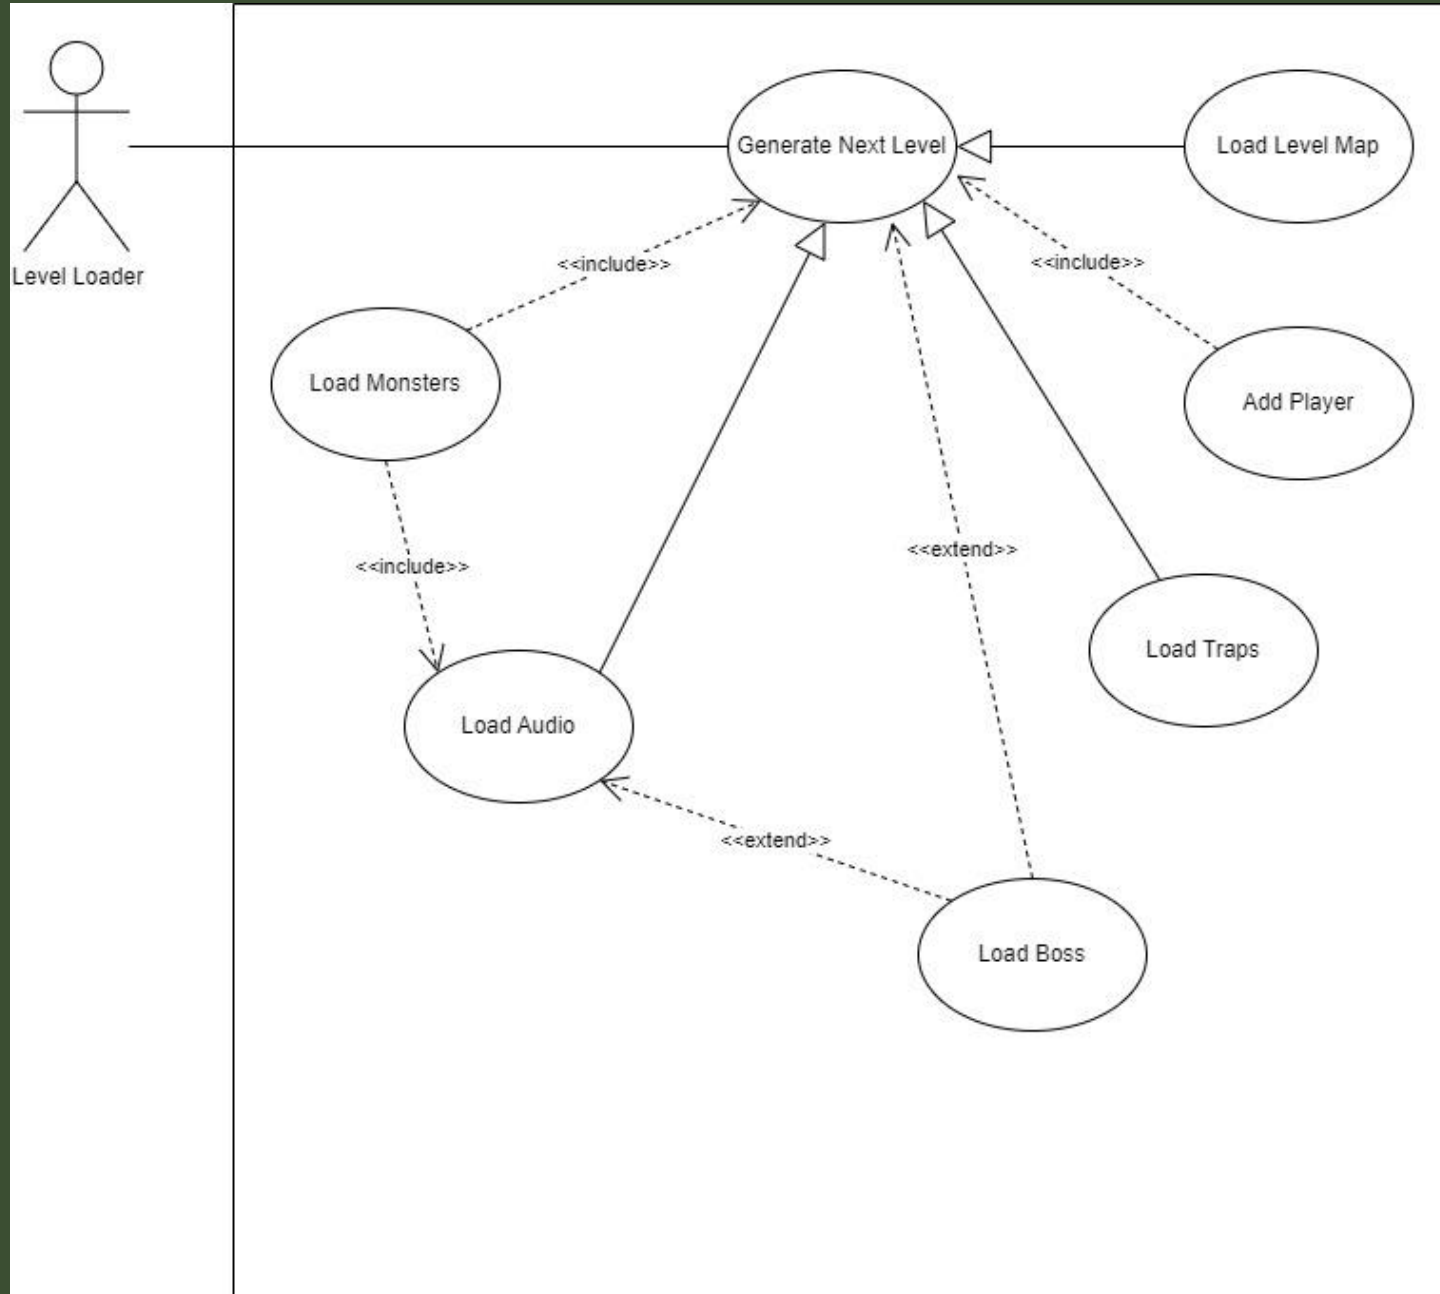 Generate Next Level
Load Level Map
<<include>>
<<include>>
Level Loader
Load Monsters
Add Player
<<extend>>
<<include>>
Load Traps
Load Audio
<<extend>>
Load Boss